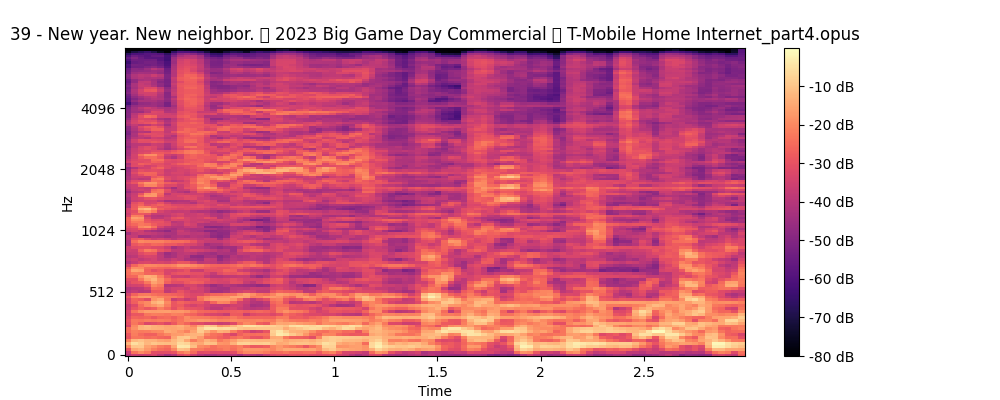 39 - New year. New neighbor. 2023 Big Game Day Commercial T-Mobile Home Internet_part4.opus
4096
2048
1024
512
0
Hz
0
0.5
1
1.5
2
2.5
Time
-10 dB
-20 dB
-30 dB
-40 dB
-50 dB
-60 dB
-70 dB
-80 dB